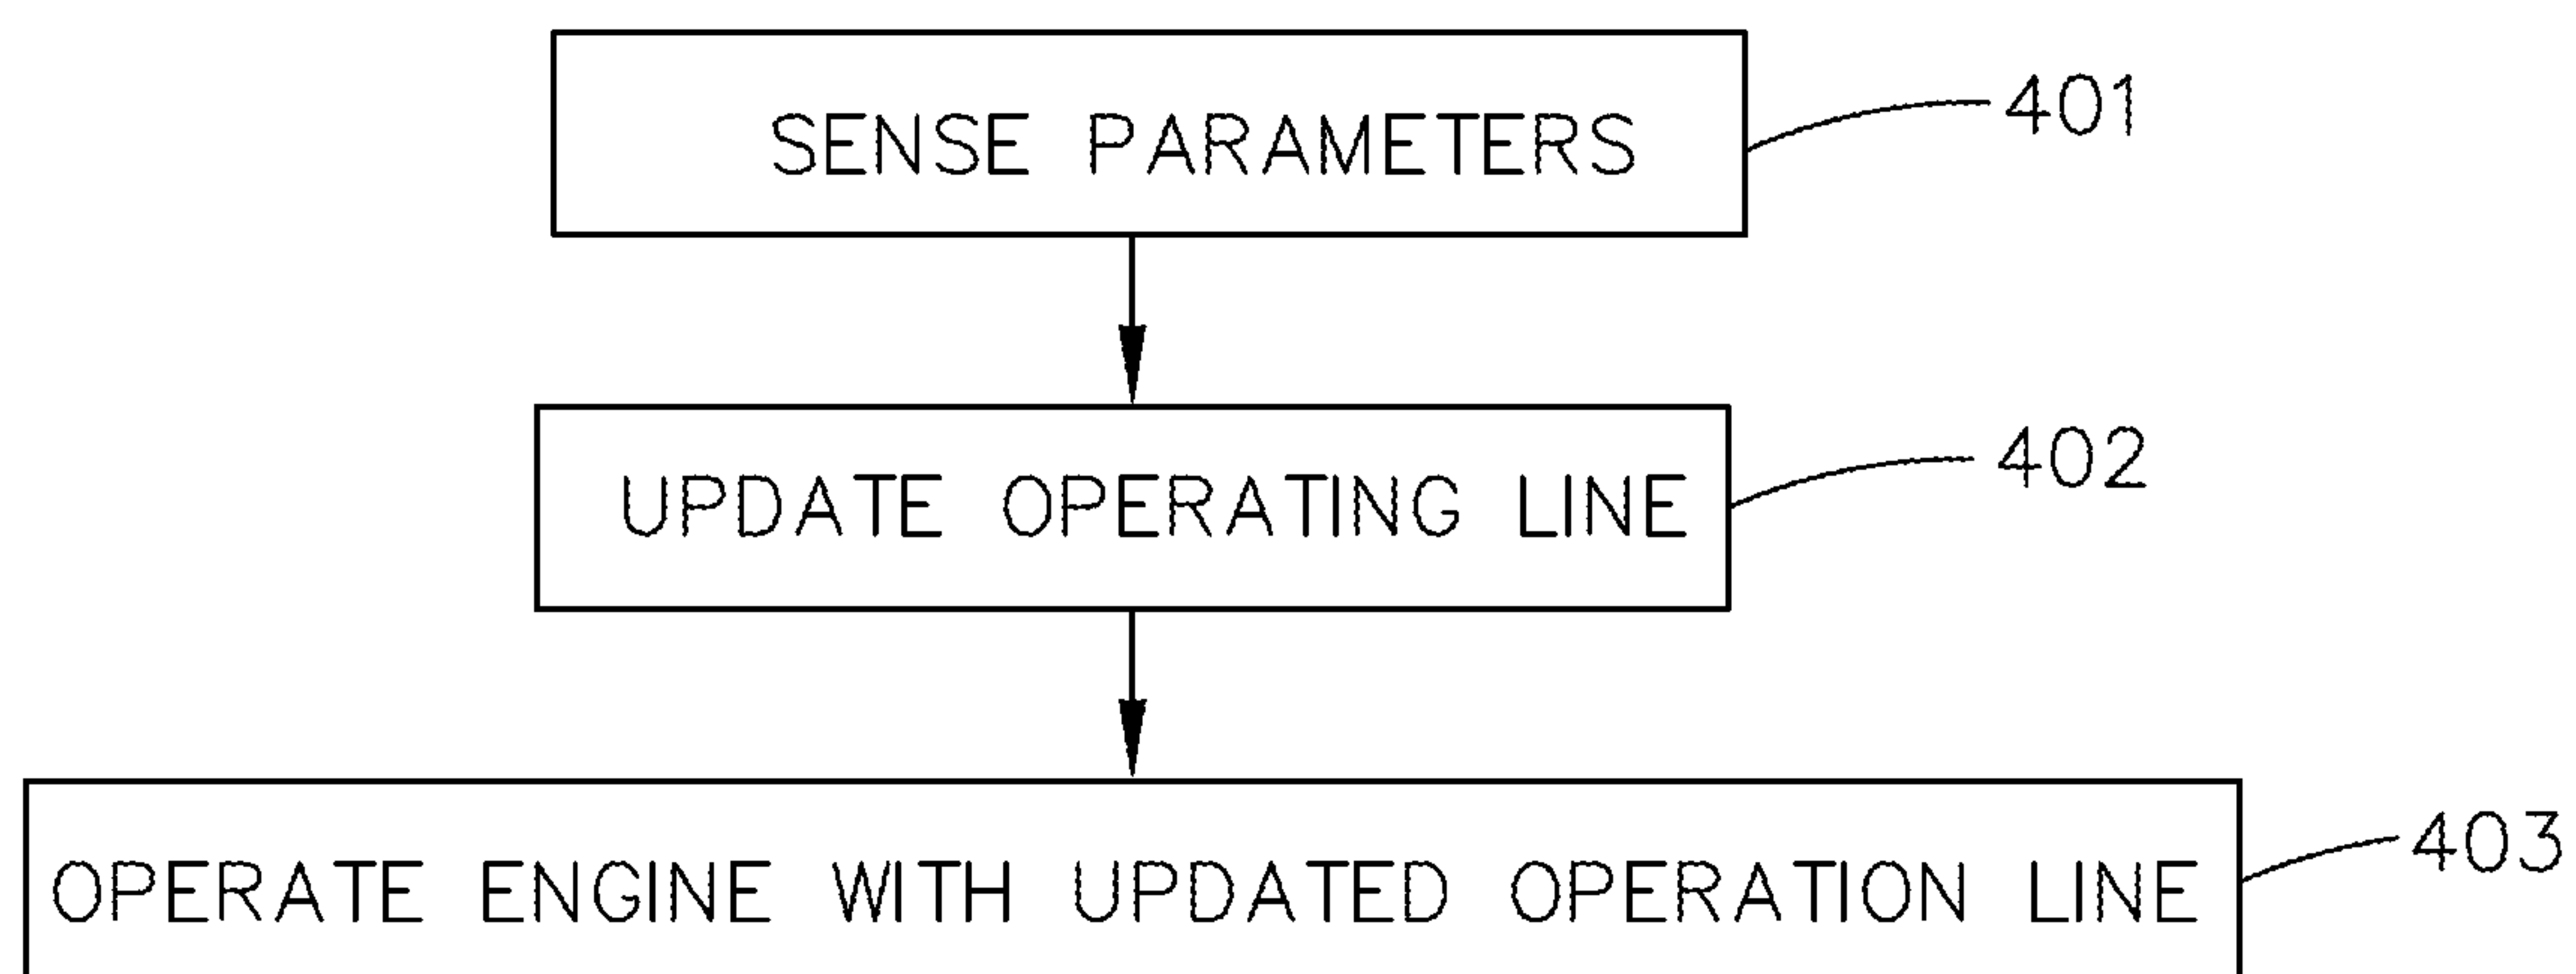 SENSE PARAMETERS
401
UPDATE OPERATING LINE
402
OPERATE ENGINE WITH UPDATED OPERATION LINE
403